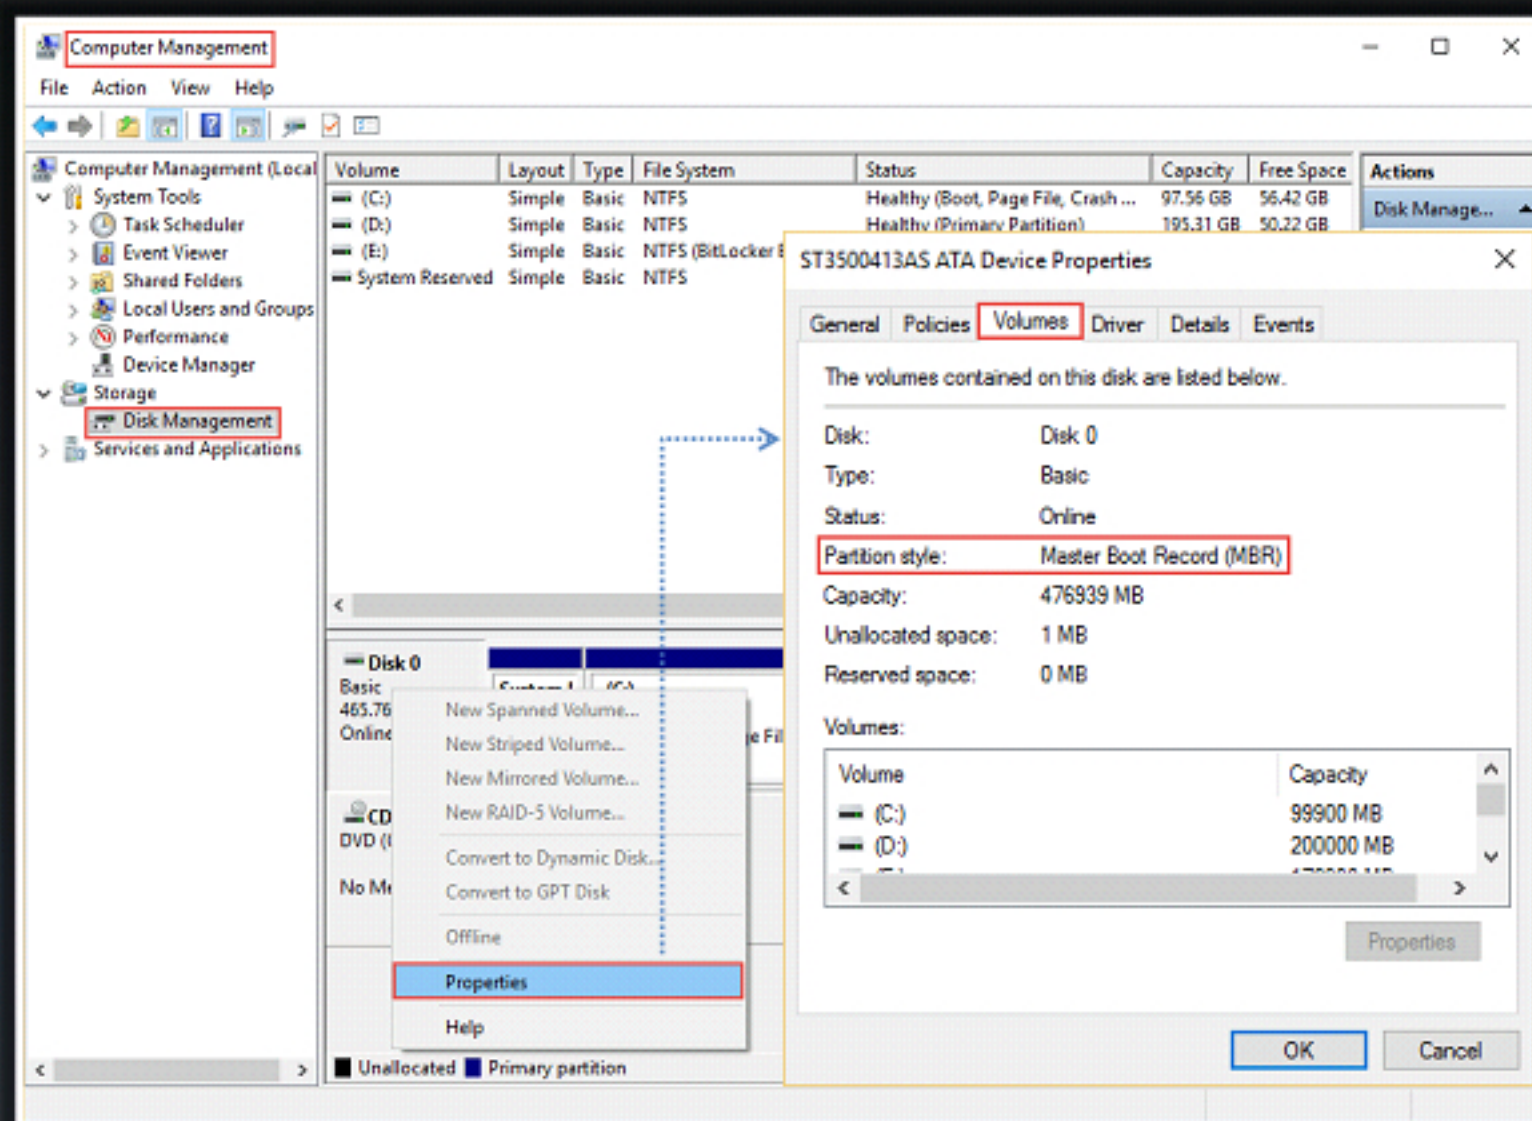 Computer Management
File Action View Help
Computer Management (Local
System Tools
Task Scheduler
Event Viewer
Shared Folders
Local Users and Groups
Performance
Device Manager
Storage
Disk Management
Services and Applications
Volume Layout Type File System Status Capacity Free Space
(C:) Simple Basic NTFS Healthy (Boot, Page File, Crash ... 97.56 GB 56.42 GB
(D:) Simple Basic NTFS Healthy (Primary Partition) 195.31 GB 50.22 GB
(E:) Simple Basic NTFS (BitLocker E
System Reserved Simple Basic NTFS
Actions
Disk Manage...
Disk 0
Basic
465.76
Online
(C:)
ge Fil
CD
DVD (
No Me
New Spanned Volume...
New Striped Volume...
New Mirrored Volume...
New RAID-5 Volume...
Convert to Dynamic Disk...
Convert to GPT Disk
Offline
Properties
Help
Unallocated Primary partition
ST3500413AS ATA Device Properties
General Policies Volumes Driver Details Events
The volumes contained on this disk are listed below.
Disk: Disk 0
Type: Basic
Status: Online
Partition style: Master Boot Record (MBR)
Capacity: 476939 MB
Unallocated space: 1 MB
Reserved space: 0 MB
Volumes:
Volume Capacity
(C:) 99900 MB
(D:) 200000 MB
Properties
OK Cancel